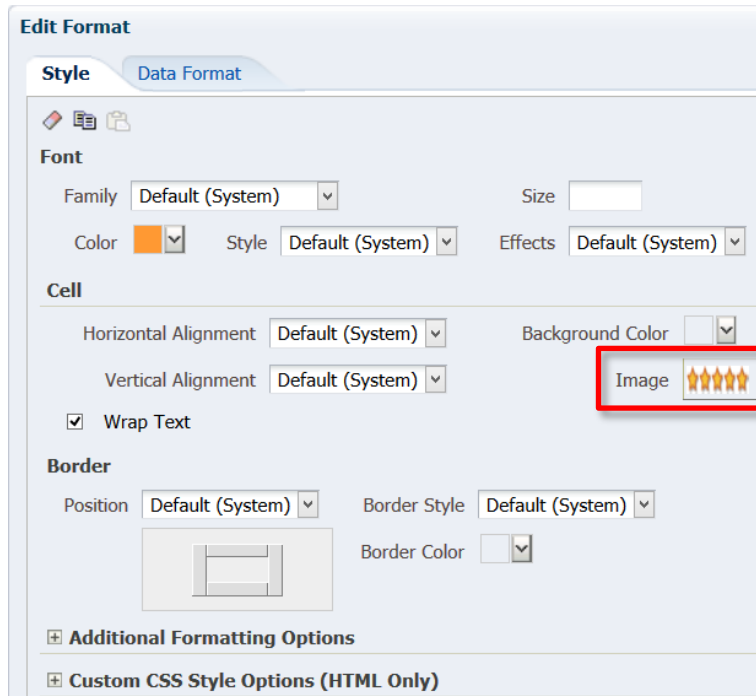 Edit Format
Style Data Format
Font
Family Default (System) Size
Color Style Default (System) Effects Default (System)
Cell
Horizontal Alignment Default (System) Background Color
Vertical Alignment Default (System) Image
Wrap Text
Border
Position Default (System) Border Style Default (System)
Border Color
Additional Formatting Options
Custom CSS Style Options (HTML Only)